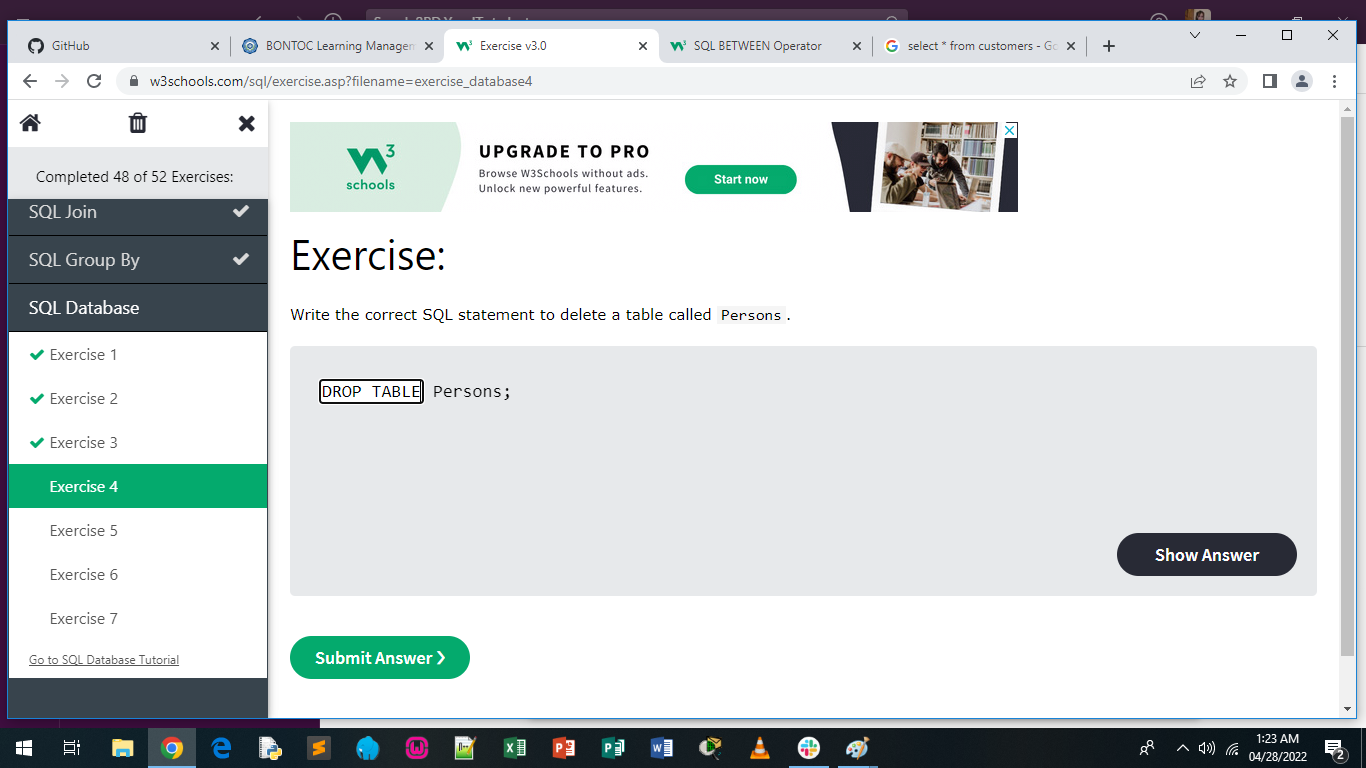 GitHub
BONTOC Learning Managen
Exercise v3.0
SQL BETWEEN Operator
select * from customers - Go
w3schools.com/sql/exercise.asp?filename=exercise_database4
Completed 48 of 52 Exercises:
SQL Join
SQL Group By
SQL Database
Exercise 1
Exercise 2
Exercise 3
Exercise 4
Exercise 5
Exercise 6
Exercise 7
Go to SQL Database Tutorial
3
schools
UPGRADE TO PRO
Browse W3Schools without ads.
Unlock new powerful features.
Start now
Exercise:
Write the correct SQL statement to delete a table called Persons.
DROP TABLE Persons;
Show Answer
Submit Answer ❯
1:23 AM
04/28/2022
2